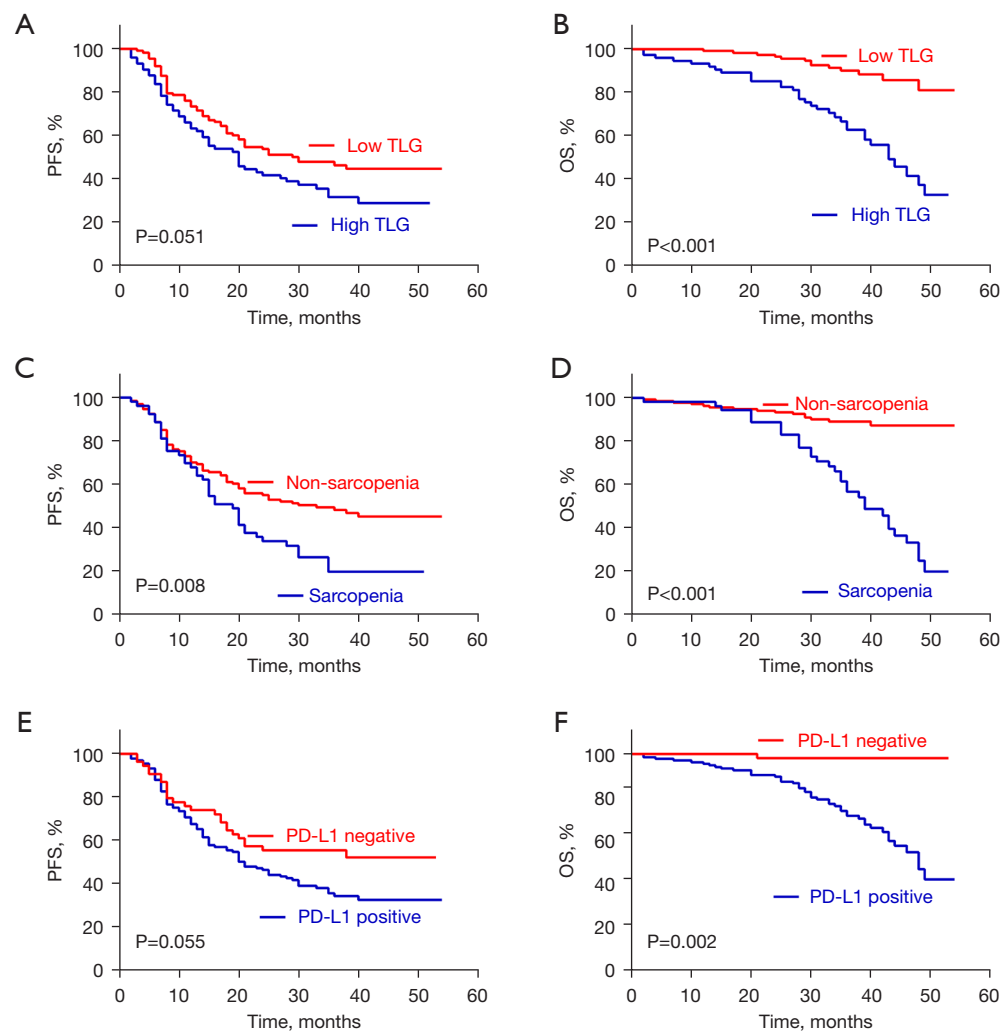 A
100
80
60
40
20
0
PFS, %
Low TLG
High TLG
P=0.051
0 10 20 30 40 50 60
Time, months
B
100
80
60
40
20
0
OS, %
Low TLG
High TLG
P<0.001
0 10 20 30 40 50 60
Time, months
C
100
80
60
40
20
0
PFS, %
Non-sarcopenia
P=0.008
Sarcopenia
0 10 20 30 40 50 60
Time, months
D
100
80
60
40
20
0
OS, %
Non-sarcopenia
P<0.001
Sarcopenia
0 10 20 30 40 50 60
Time, months
E
100
80
60
40
20
0
PFS, %
PD-L1 negative
PD-L1 positive
P=0.055
0 10 20 30 40 50 60
Time, months
F
100
80
60
40
20
0
OS, %
PD-L1 negative
PD-L1 positive
P=0.002
0 10 20 30 40 50 60
Time, months